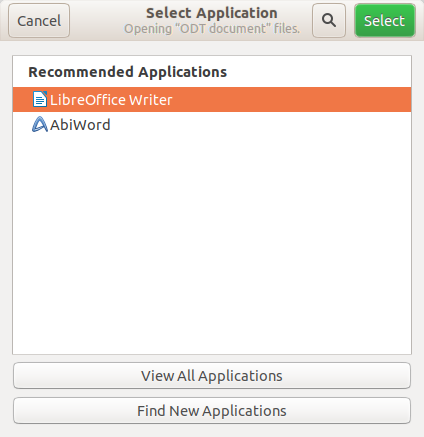 Cancel
Select Application
Opening “ODT document” files.
Select
Recommended Applications
LibreOffice Writer
AbiWord
View All Applications
Find New Applications